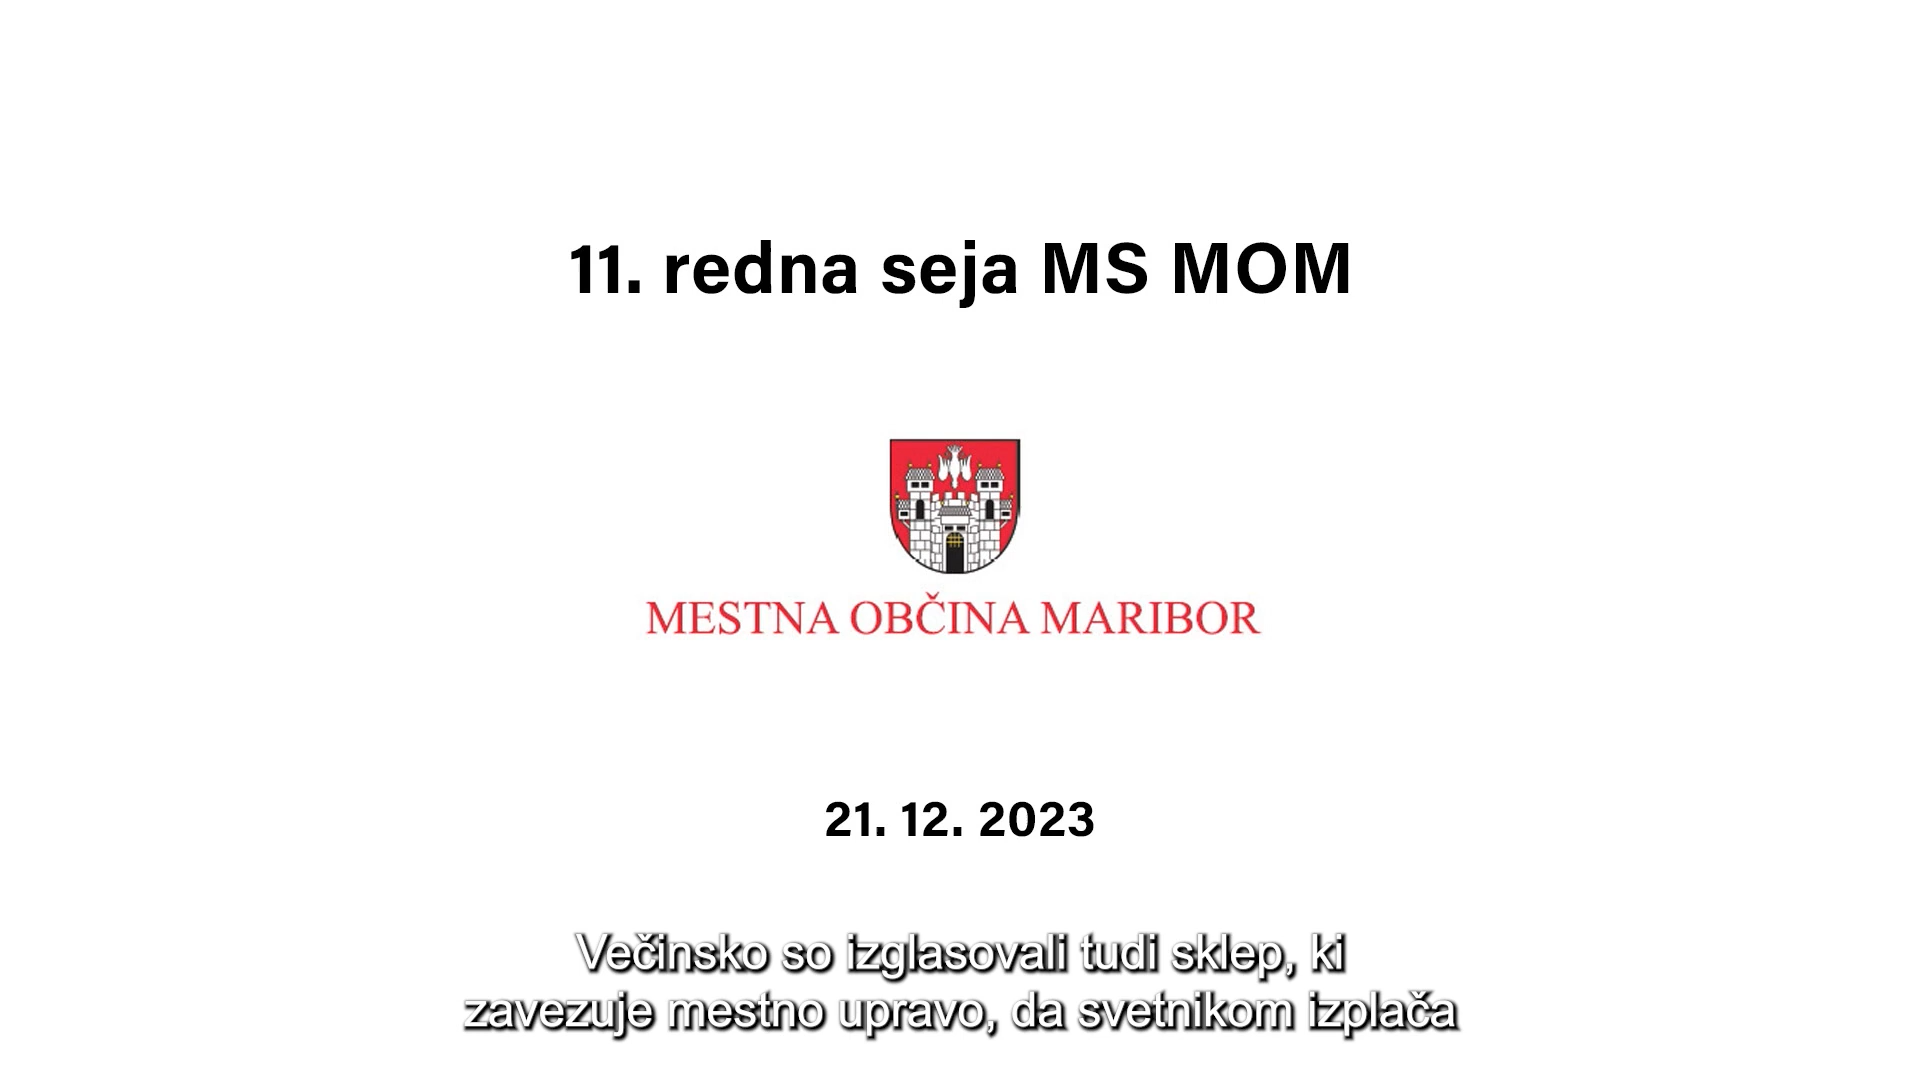 11. redna seja MS MOM
MESTNA OBČINA MARIBOR
21. 12. 2023
Večinsko so izglasovali tudi sklep, ki
zavezuje mestno upravo, da svetnikom izplača